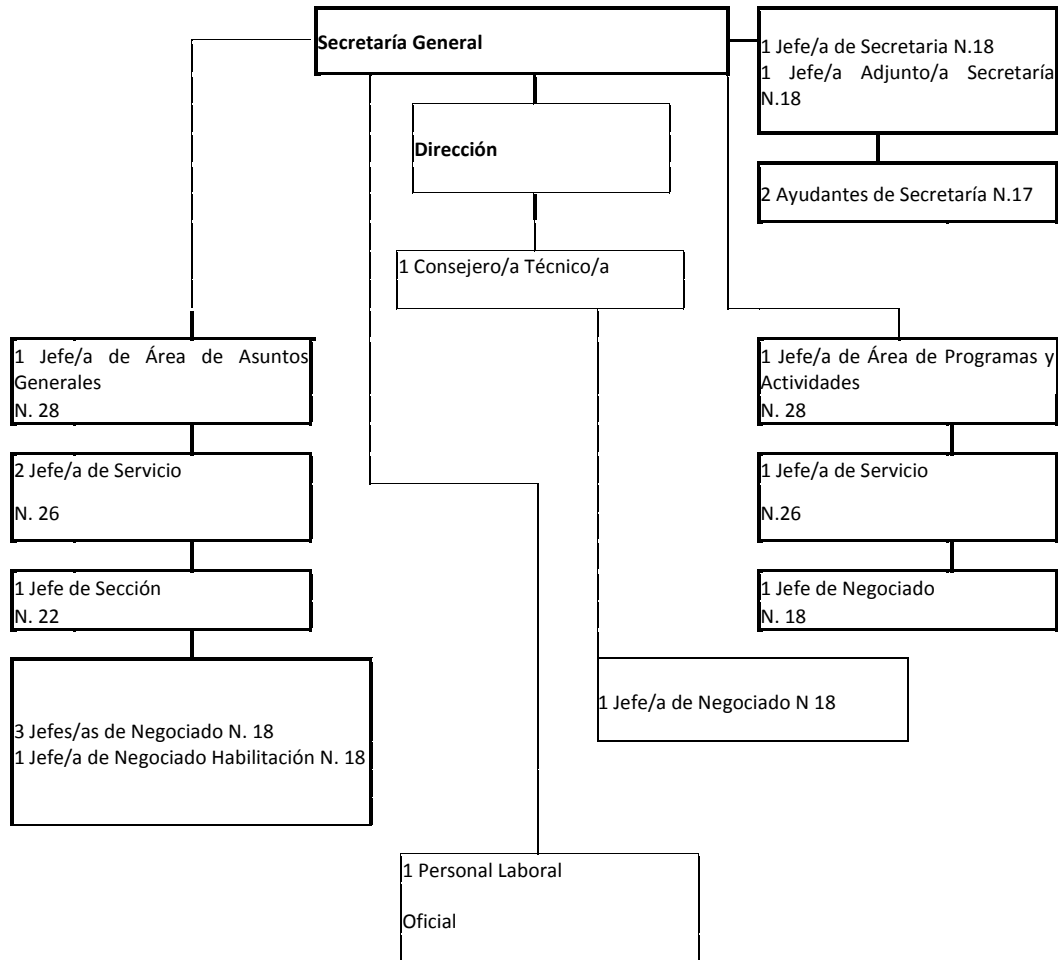 Secretaría General
1 Jefe/a de Secretaria N.18
1 Jefe/a Adjunto/a Secretaría
N.18
Dirección
2 Ayudantes de Secretaría N.17
1 Consejero/a Técnico/a
1 Jefe/a de Área de Asuntos
Generales
N. 28
1 Jefe/a de Área de Programas y
Actividades
N. 28
2 Jefe/a de Servicio
N. 26
1 Jefe/a de Servicio
N.26
1 Jefe de Sección
N. 22
1 Jefe de Negociado
N. 18
3 Jefes/as de Negociado N. 18
1 Jefe/a de Negociado Habilitación N. 18
1 Jefe/a de Negociado N 18
1 Personal Laboral
Oficial